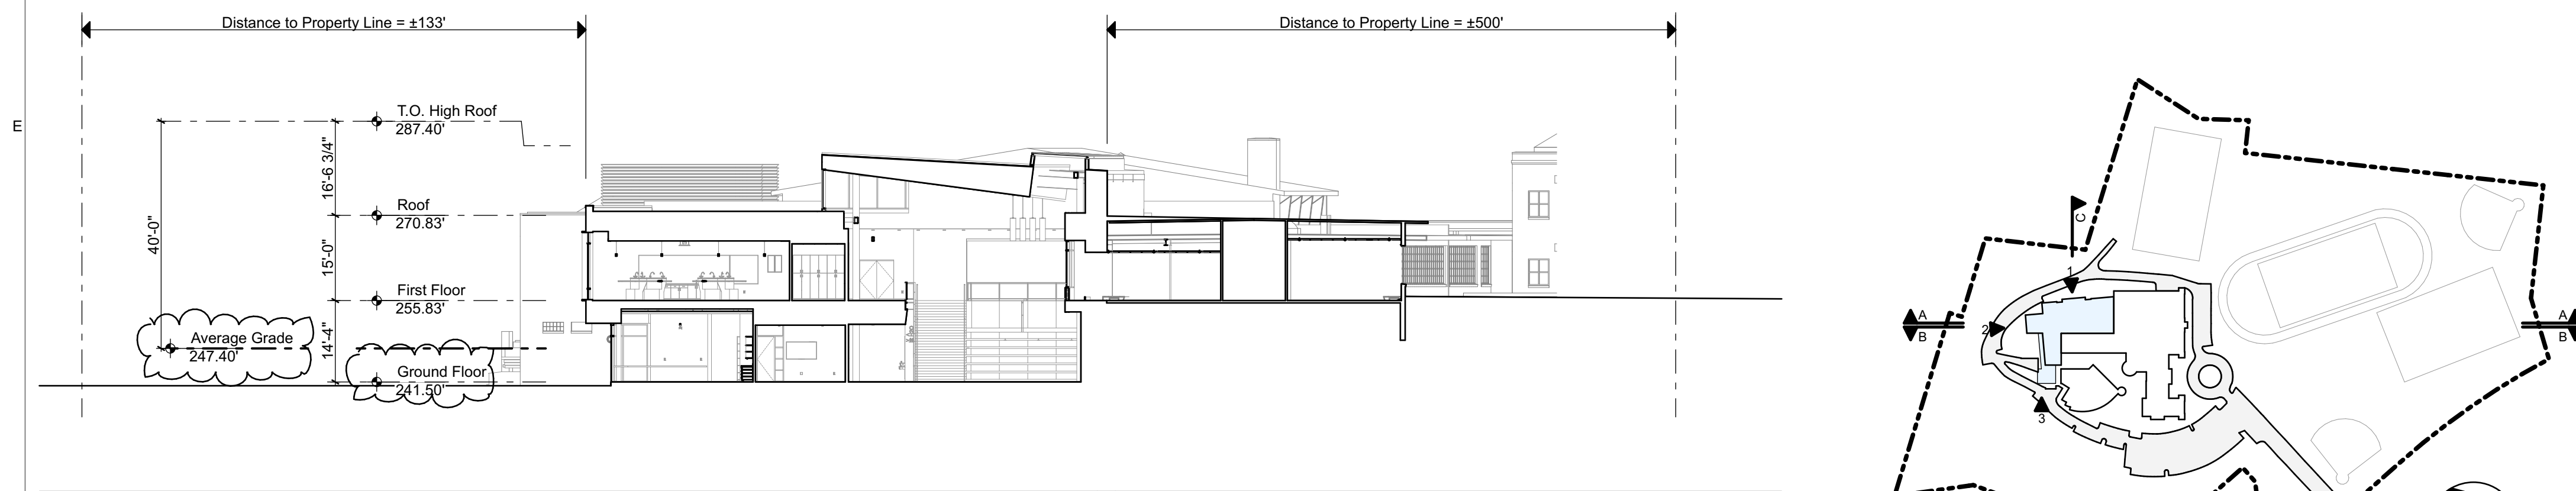 Distance to Property Line = ±133'
Distance to Property Line = ±500'
E
T.O. High Roof
287.40'
16'-6 3/4"
Roof
270.83'
40'-0"
15'-0"
First Floor
255.83'
Average Grade
247.40'
14'-4"
Ground Floor
241.50'
C
1
A
B
2
3
A
B